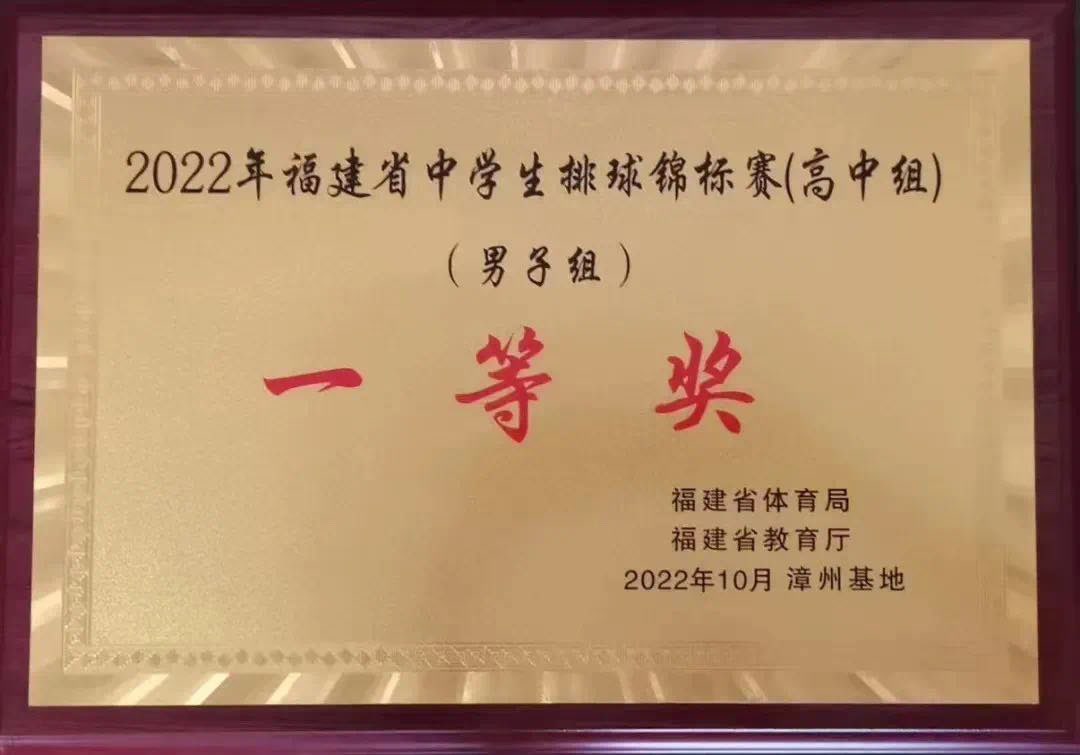 2022年福建省中学生排球锦标赛(高中组)
（男子组）
一等奖
福建省体育局
福建省教育厅
2022年10月 漳州基地